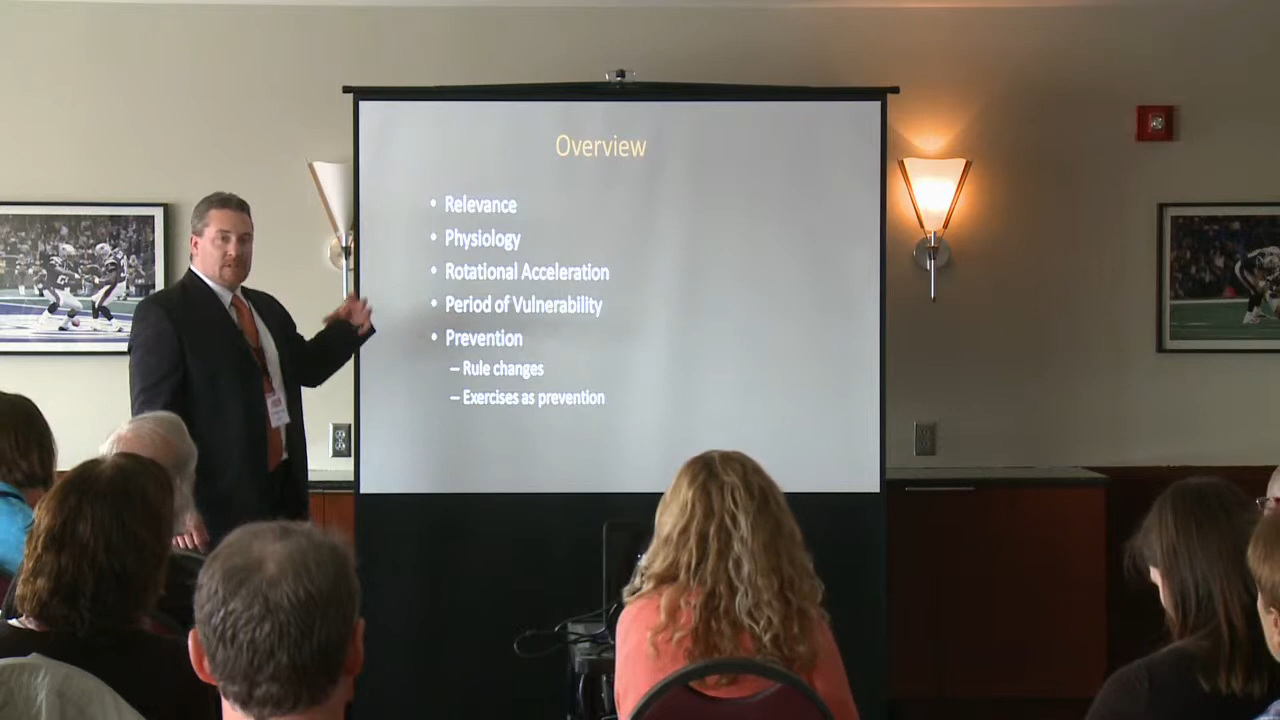 Overview
• Relevance
• Physiology
• Rotational Acceleration
• Period of Vulnerability
• Prevention
– Rule changes
– Exercises as prevention